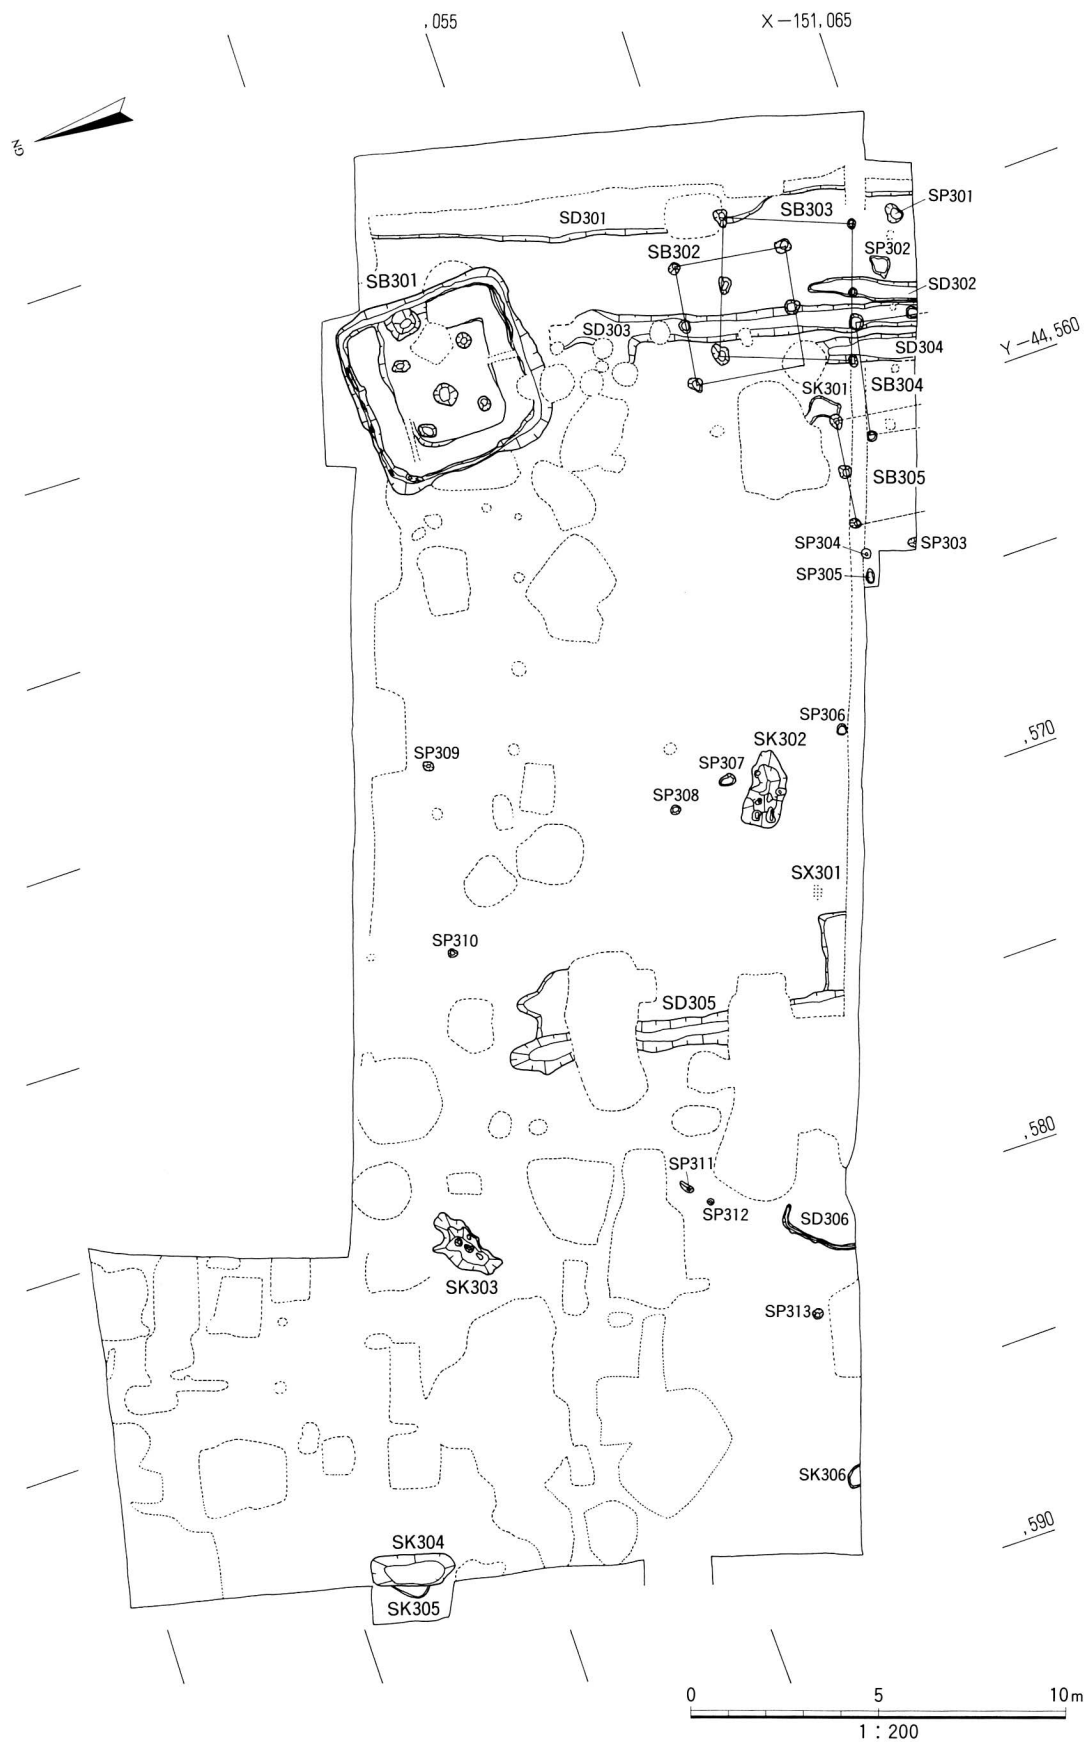 ,055
X −151,065
GN
SP301
SB303
SD301
SP302
SB302
SB301
SD302
SD303
Y −44,560
SD304
SK301
SB304
SB305
SP304
SP303
SP305
SP306
,570
SK302
SP309
SP307
SP308
SX301
SP310
SD305
,580
SP311
SP312
SD306
SK303
SP313
SK306
,590
SK304
SK305
0 5 10m
1 : 200